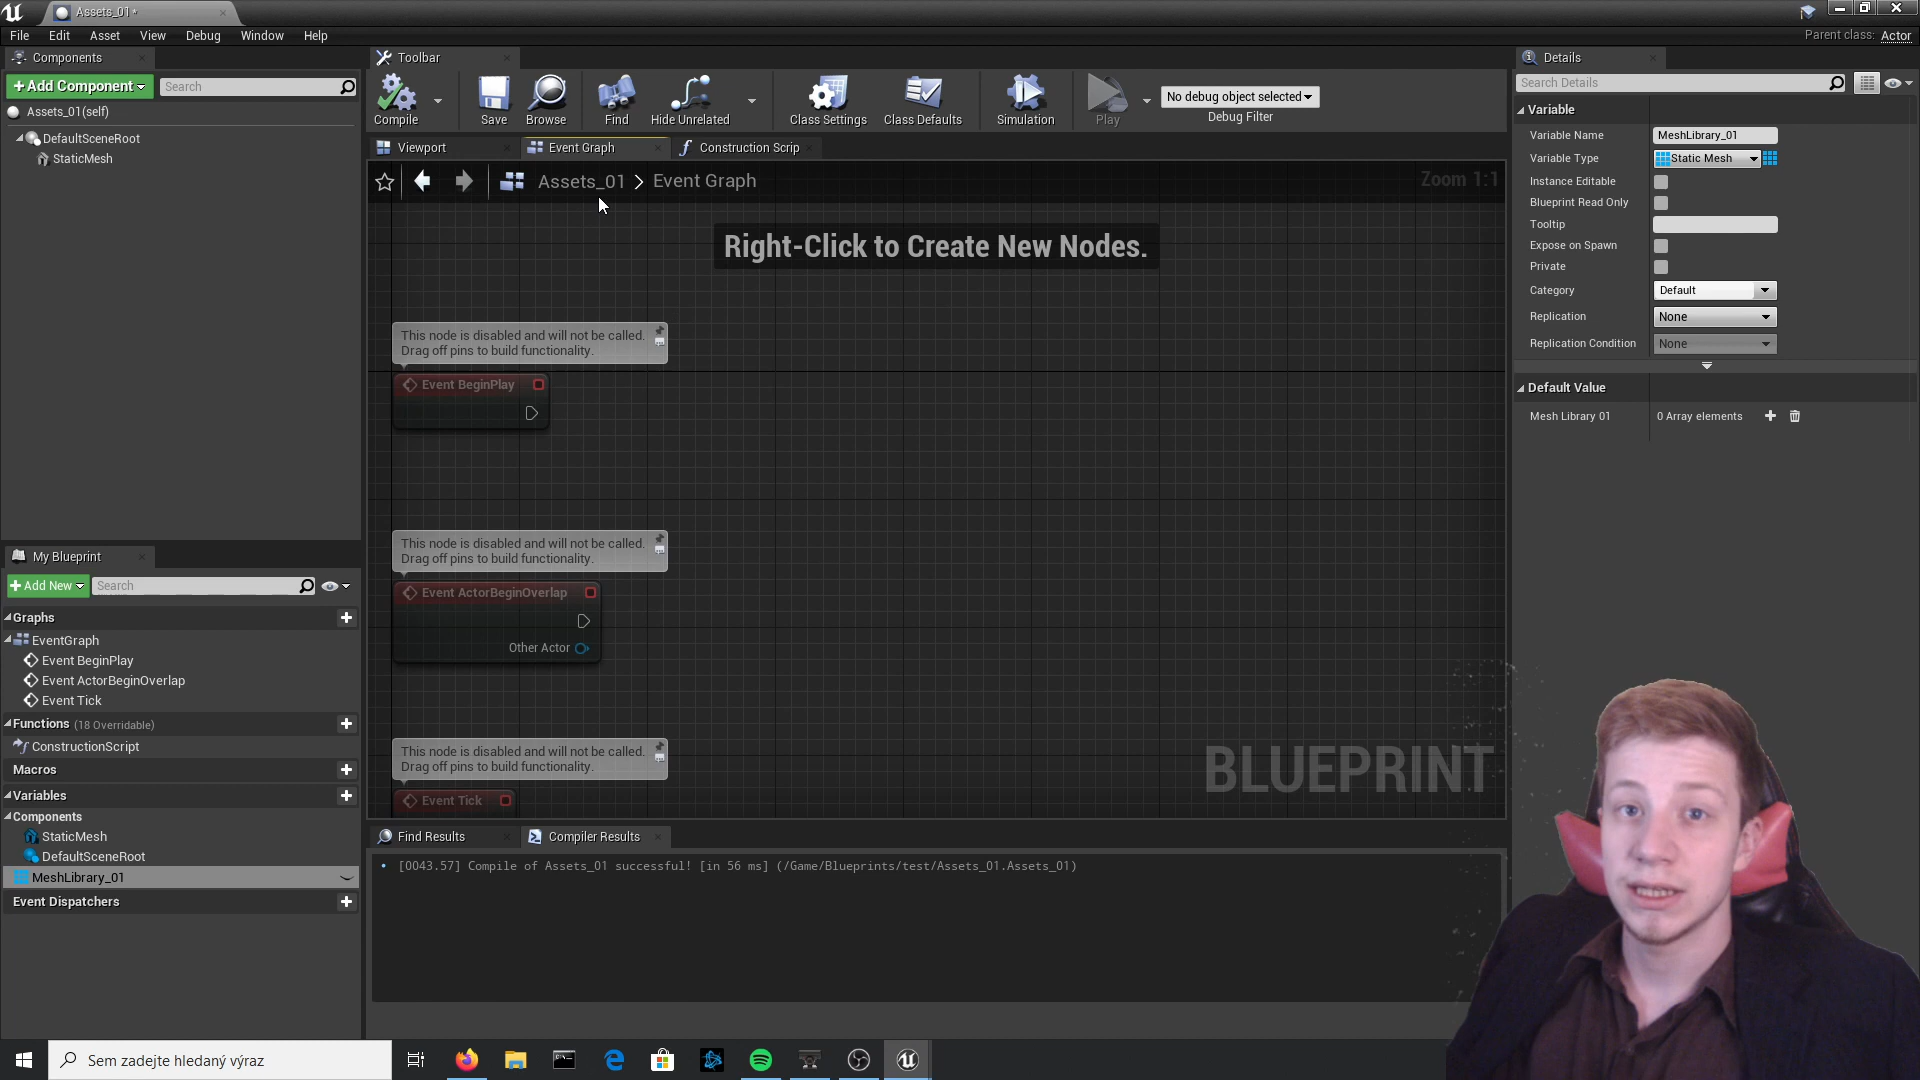 Assets_01*
File Edit Asset View Debug Window Help
Parent class: Actor
Components
Add Component
Search
Assets_01(self)
DefaultSceneRoot
StaticMesh
Toolbar
Compile
Save
Browse
Find
Hide Unrelated
Class Settings
Class Defaults
Simulation
Play
No debug object selected
Debug Filter
Viewport
Event Graph
Construction Scrip
Assets_01 > Event Graph
Zoom 1:1
Right-Click to Create New Nodes.
This node is disabled and will not be called.
Drag off pins to build functionality.
Event BeginPlay
This node is disabled and will not be called.
Drag off pins to build functionality.
Event ActorBeginOverlap
Other Actor
This node is disabled and will not be called.
Drag off pins to build functionality.
Event Tick
BLUEPRINT
My Blueprint
Add New
Search
Graphs
EventGraph
Event BeginPlay
Event ActorBeginOverlap
Event Tick
Functions (18 Overridable)
ConstructionScript
Macros
Variables
Components
StaticMesh
DefaultSceneRoot
MeshLibrary_01
Event Dispatchers
Find Results
Compiler Results
[0043.57] Compile of Assets_01 successful! [in 56 ms] (/Game/Blueprints/test/Assets_01.Assets_01)
Details
Search Details
Variable
Variable Name MeshLibrary_01
Variable Type Static Mesh
Instance Editable
Blueprint Read Only
Tooltip
Expose on Spawn
Private
Category Default
Replication None
Replication Condition None
Default Value
Mesh Library 01 0 Array elements
Sem zadejte hledaný výraz